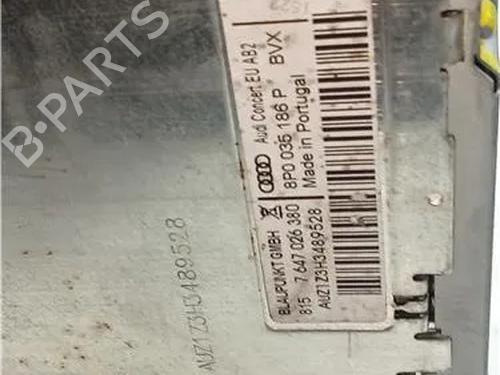 B-PARTS
Audi Concert EU AB2
8P0 035 186 P BVX
Made in Portugal
BLAUPUNKT GMBH
815 7 647 026 380
AUZ1Z3H3489528
AUZ1Z3H3489528